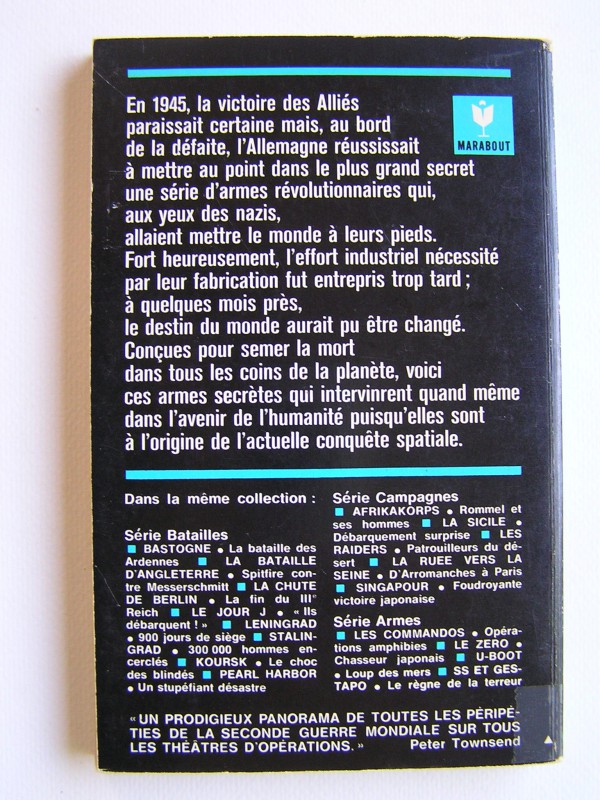 En 1945, la victoire des Alliés
paraissait certaine mais, au bord
de la défaite, l'Allemagne réussissait
à mettre au point dans le plus grand secret
une série d'armes révolutionnaires qui,
aux yeux des nazis,
allaient mettre le monde à leurs pieds.
Fort heureusement, l'effort industriel nécessité
par leur fabrication fut entrepris trop tard ;
à quelques mois près,
le destin du monde aurait pu être changé.
Conçues pour semer la mort
dans tous les coins de la planète, voici
ces armes secrètes qui intervinrent quand même
dans l'avenir de l'humanité puisqu'elles sont
à l'origine de l'actuelle conquête spatiale.
MARABOUT
Dans la même collection :
Série Batailles
■ BASTOGNE • La bataille des
Ardennes ■ LA BATAILLE
D'ANGLETERRE • Spitfire con-
tre Messerschmitt ■ LA CHUTE
DE BERLIN • La fin du IIIe
Reich ■ LE JOUR J • « Ils
débarquent ! » ■ LENINGRAD
• 900 jours de siège ■ STALIN-
GRAD • 300 000 hommes en-
cerclés ■ KOURSK • Le choc
des blindés ■ PEARL HARBOR
• Un stupéfiant désastre
Série Campagnes
■ AFRIKAKORPS • Rommel et
ses hommes ■ LA SICILE •
Débarquement surprise ■ LES
RAIDERS • Patrouilleurs du dé-
sert ■ LA RUEE VERS LA
SEINE • D'Arromanches à Paris
■ SINGAPOUR • Foudroyante
victoire japonaise
Série Armes
■ LES COMMANDOS • Opéra-
tions amphibies ■ LE ZERO •
Chasseur japonais ■ U-BOOT
• Loup des mers ■ SS ET GES-
TAPO • Le règne de la terreur
« UN PRODIGIEUX PANORAMA DE TOUTES LES PÉRIPÉ-
TIES DE LA SECONDE GUERRE MONDIALE SUR TOUS
LES THÉÂTRES D'OPÉRATIONS. » Peter Townsend